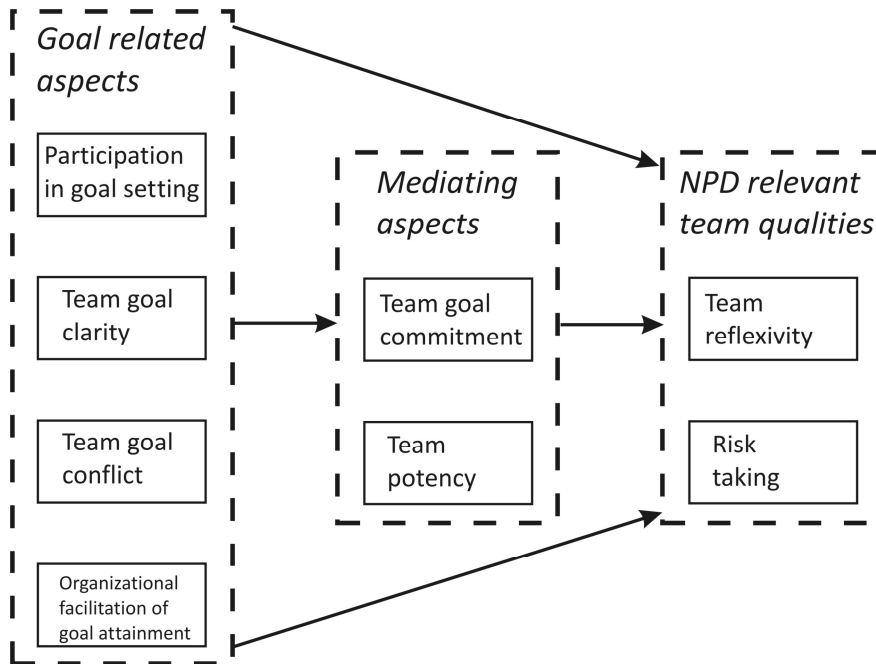 Goal related
aspects
Participation
in goal setting
Team goal
clarity
Team goal
conflict
Organizational
facilitation of
goal attainment
Mediating
aspects
Team goal
commitment
Team
potency
NPD relevant
team qualities
Team
reflexivity
Risk
taking